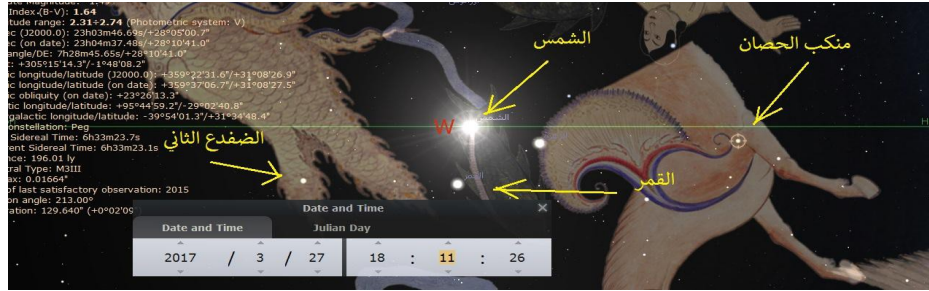 Index (B-V): 1.64
tude range: 2.31÷2.74 (Photometric system: V)
ec (J2000.0): 23h03m46.69s/+28°05'00.7"
ec (on date): 23h04m37.48s/+28°10'41.0"
angle/DE: 7h28m45.65s/+28°10'41.0"
t: +305°15'14.3"/-1°48'08.2"
tic longitude/latitude (J2000.0): +359°22'31.6"/+31°08'26.9"
tic longitude/latitude (on date): +359°37'06.7"/+31°08'27.5"
tic obliquity (on date): +23°26'13.3"
tic longitude/latitude: +95°44'59.2"/-29°02'40.8"
rgalactic longitude/latitude: -39°54'01.3"/+31°34'48.4"
onstellation: Peg
Sidereal Time: 6h33m23.7s
rent Sidereal Time: 6h33m23.1s
nce: 196.01 ly
tral Type: M3III
ax: 0.01664"
of last satisfactory observation: 2015
on angle: 213.00°
ration: 129.640° (+0°02'09
الشمس
منكب الحصان
الضفدع الثاني
القمر
W
الشمس
القمر
Date and Time
Date and Time Julian Day
2017 / 3 / 27 18 : 11 : 26